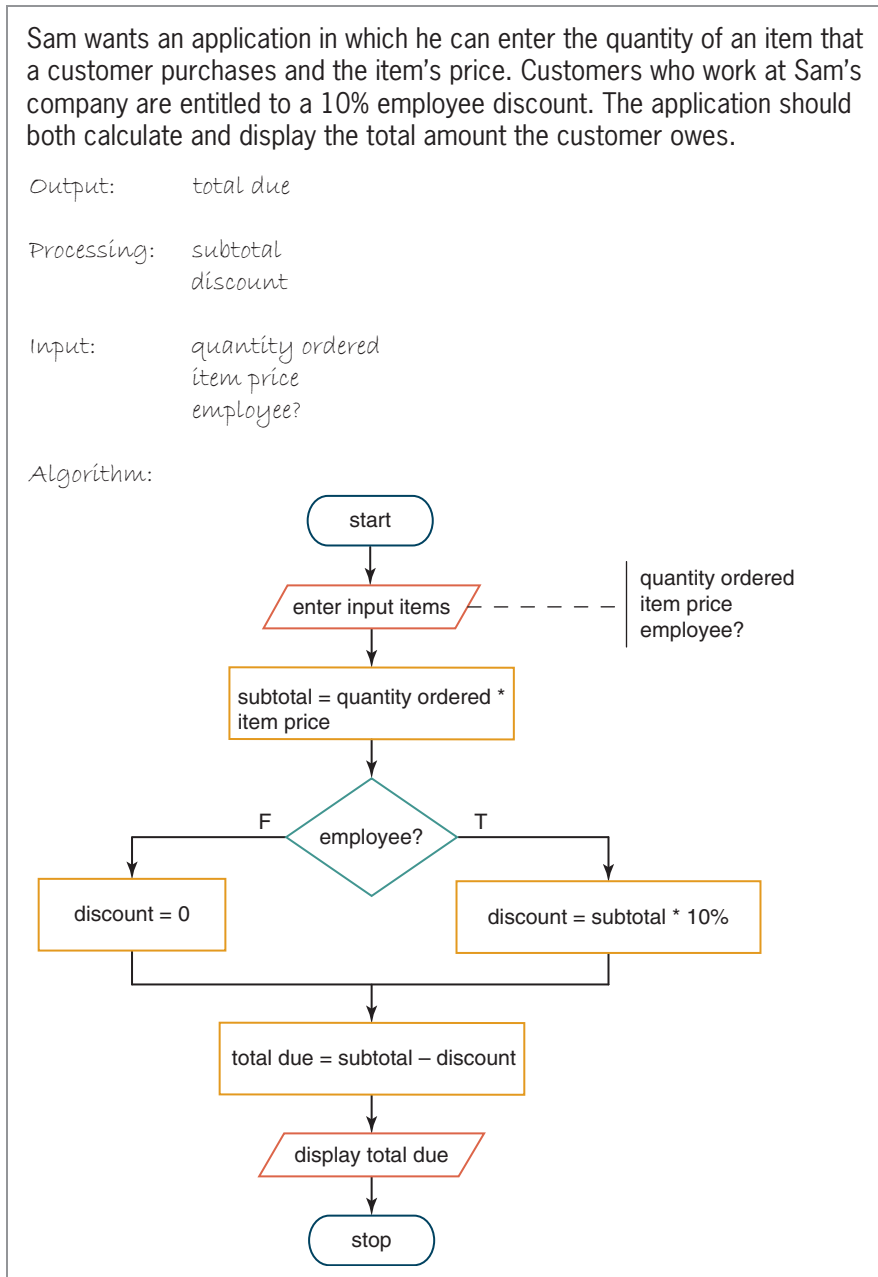 Sam wants an application in which he can enter the quantity of an item that
a customer purchases and the item’s price. Customers who work at Sam’s
company are entitled to a 10% employee discount. The application should
both calculate and display the total amount the customer owes.
Output: total due
Processing: subtotal
discount
Input: quantity ordered
item price
employee?
Algorithm:
start
enter input items
quantity ordered
item price
employee?
subtotal = quantity ordered *
item price
F
employee?
T
discount = 0
discount = subtotal * 10%
total due = subtotal – discount
display total due
stop